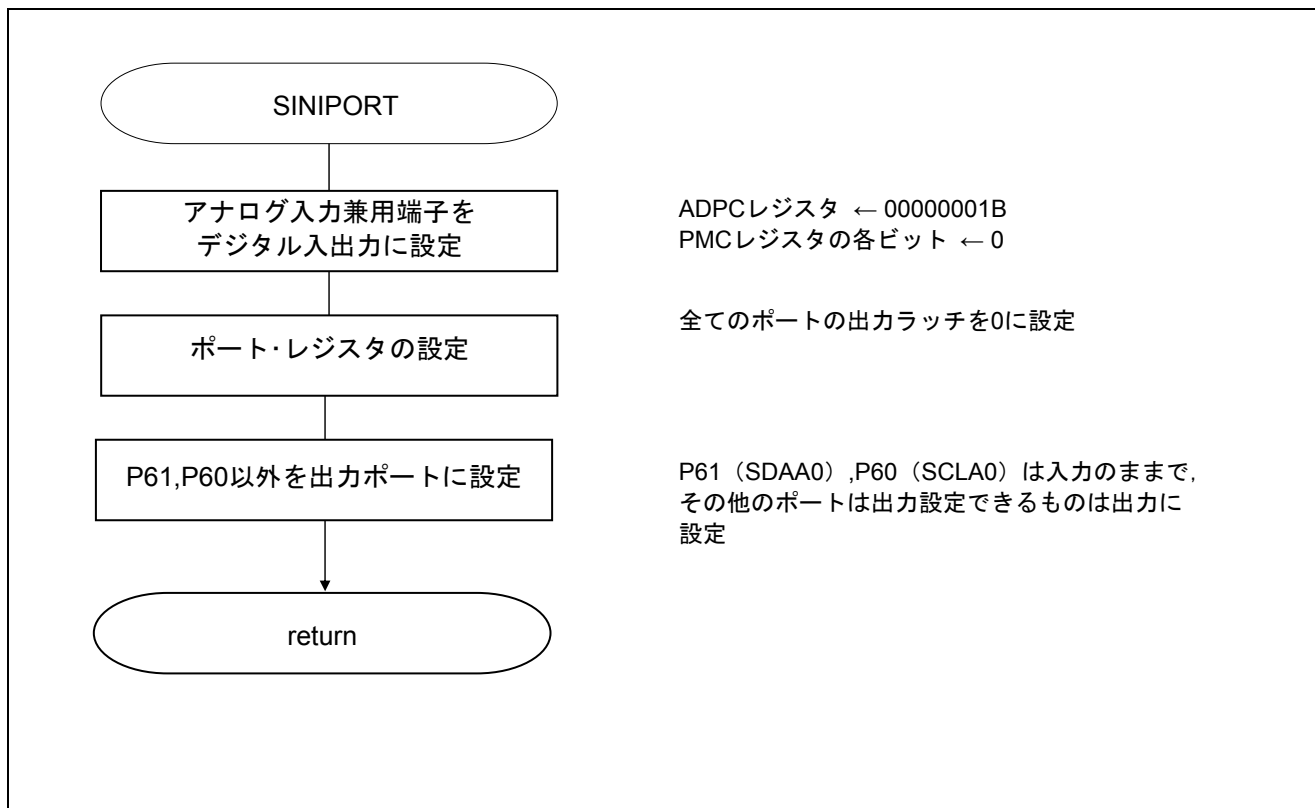 SINIPORT
アナログ入力兼用端子を
デジタル入出力に設定
ADPCレジスタ ← 00000001B
PMCレジスタの各ビット ← 0
ポート･レジスタの設定
全てのポートの出力ラッチを0に設定
P61,P60以外を出力ポートに設定
P61（SDAA0）,P60（SCLA0）は入力のままで,
その他のポートは出力設定できるものは出力に
設定
return